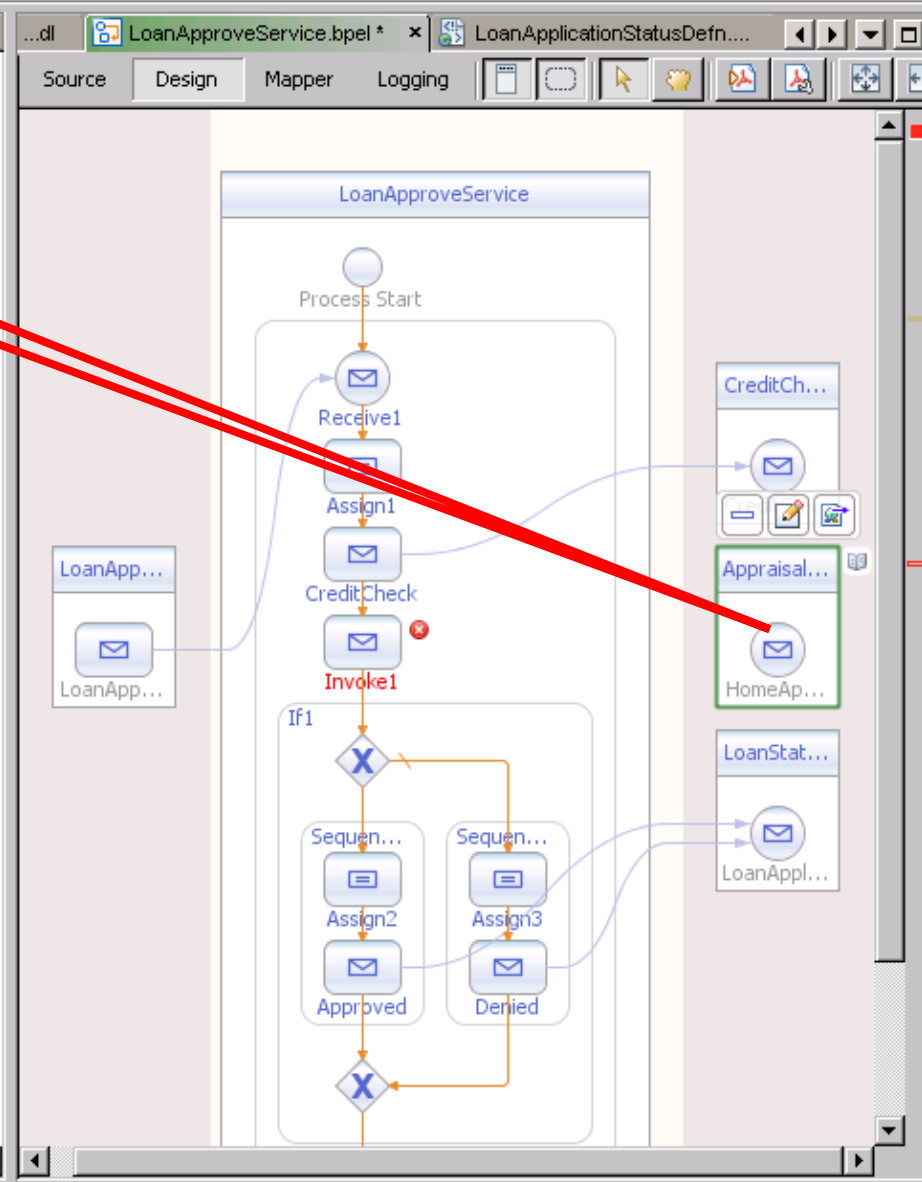 ...dl LoanApproveService.bpel * × LoanApplicationStatusDefn....
Source Design Mapper Logging
LoanApproveService
Process Start
Receive1
CreditCh...
Assign1
LoanApp...
CreditCheck
Appraisal...
LoanApp...
Invoke1
HomeAp...
If1
X
LoanStat...
Sequen... Sequen...
LoanAppl...
Assign2 Assign3
Approved Denied
X